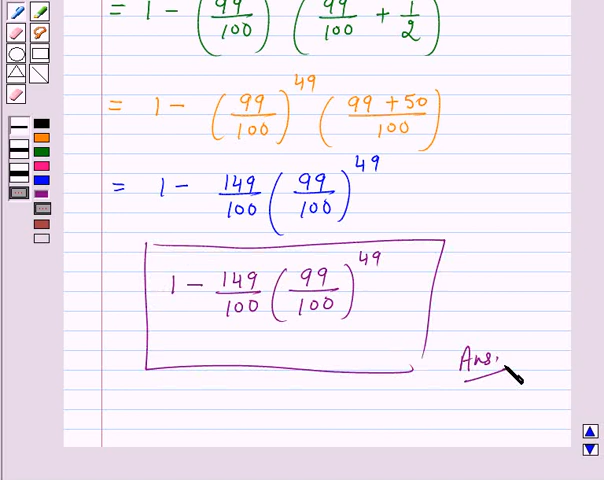 = 1 - (99/100) (99/100 + 1/2)
= 1 - (99/100)^49 (99+50/100)
= 1 - 149/100 (99/100)^49
1 - 149/100 (99/100)^49
Ans.